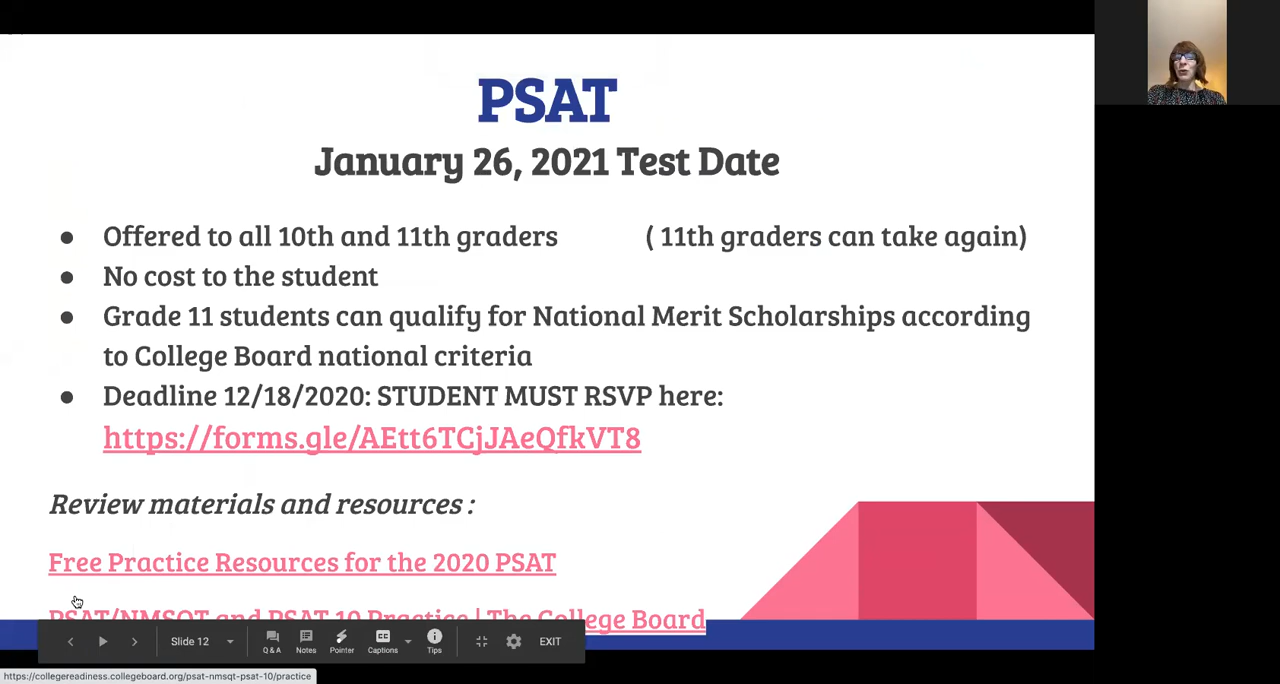 PSAT
January 26, 2021 Test Date
● Offered to all 10th and 11th graders ( 11th graders can take again)
● No cost to the student
● Grade 11 students can qualify for National Merit Scholarships according
to College Board national criteria
● Deadline 12/18/2020: STUDENT MUST RSVP here:
https://forms.gle/AEtt6TCjJAeQfkVT8
Review materials and resources :
Free Practice Resources for the 2020 PSAT
PSAT/NMSQT and PSAT 10 Practice | The College Board
Slide 12
Q & A
Notes
Pointer
CC
Captions
Tips
EXIT
https://collegereadiness.collegeboard.org/psat-nmsqt-psat-10/practice